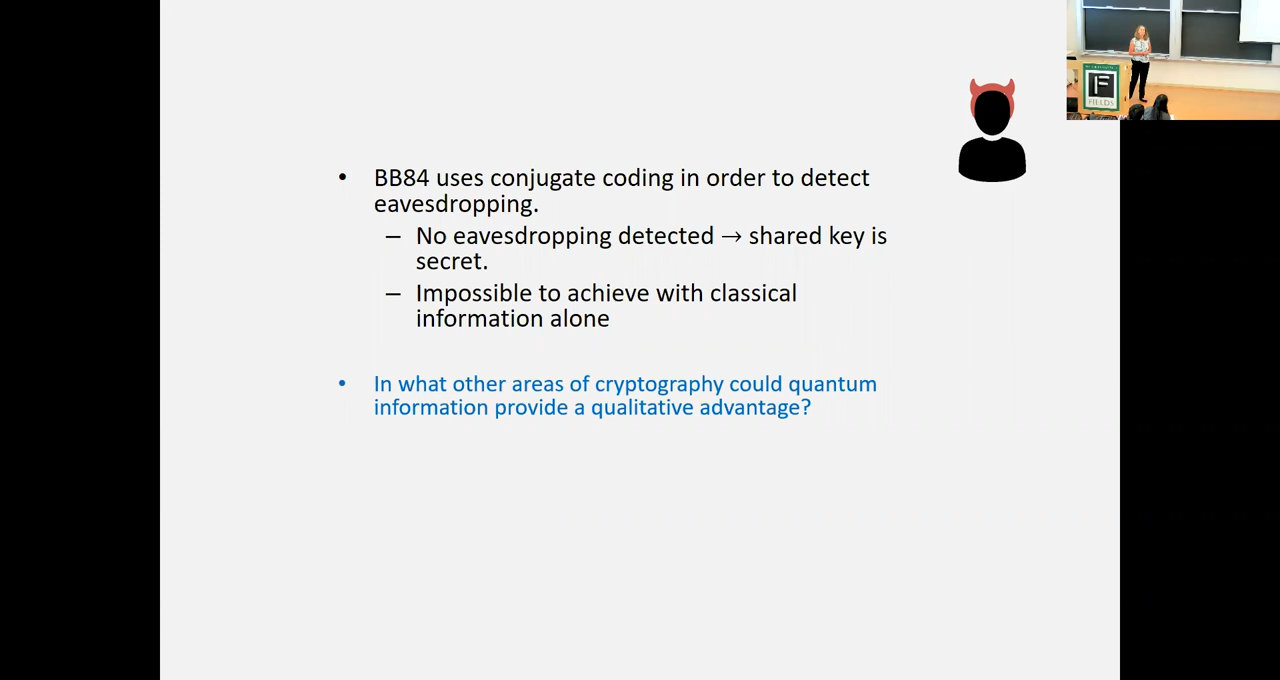 • BB84 uses conjugate coding in order to detect
eavesdropping.
– No eavesdropping detected → shared key is
secret.
– Impossible to achieve with classical
information alone
• In what other areas of cryptography could quantum
information provide a qualitative advantage?
F
FIELDS